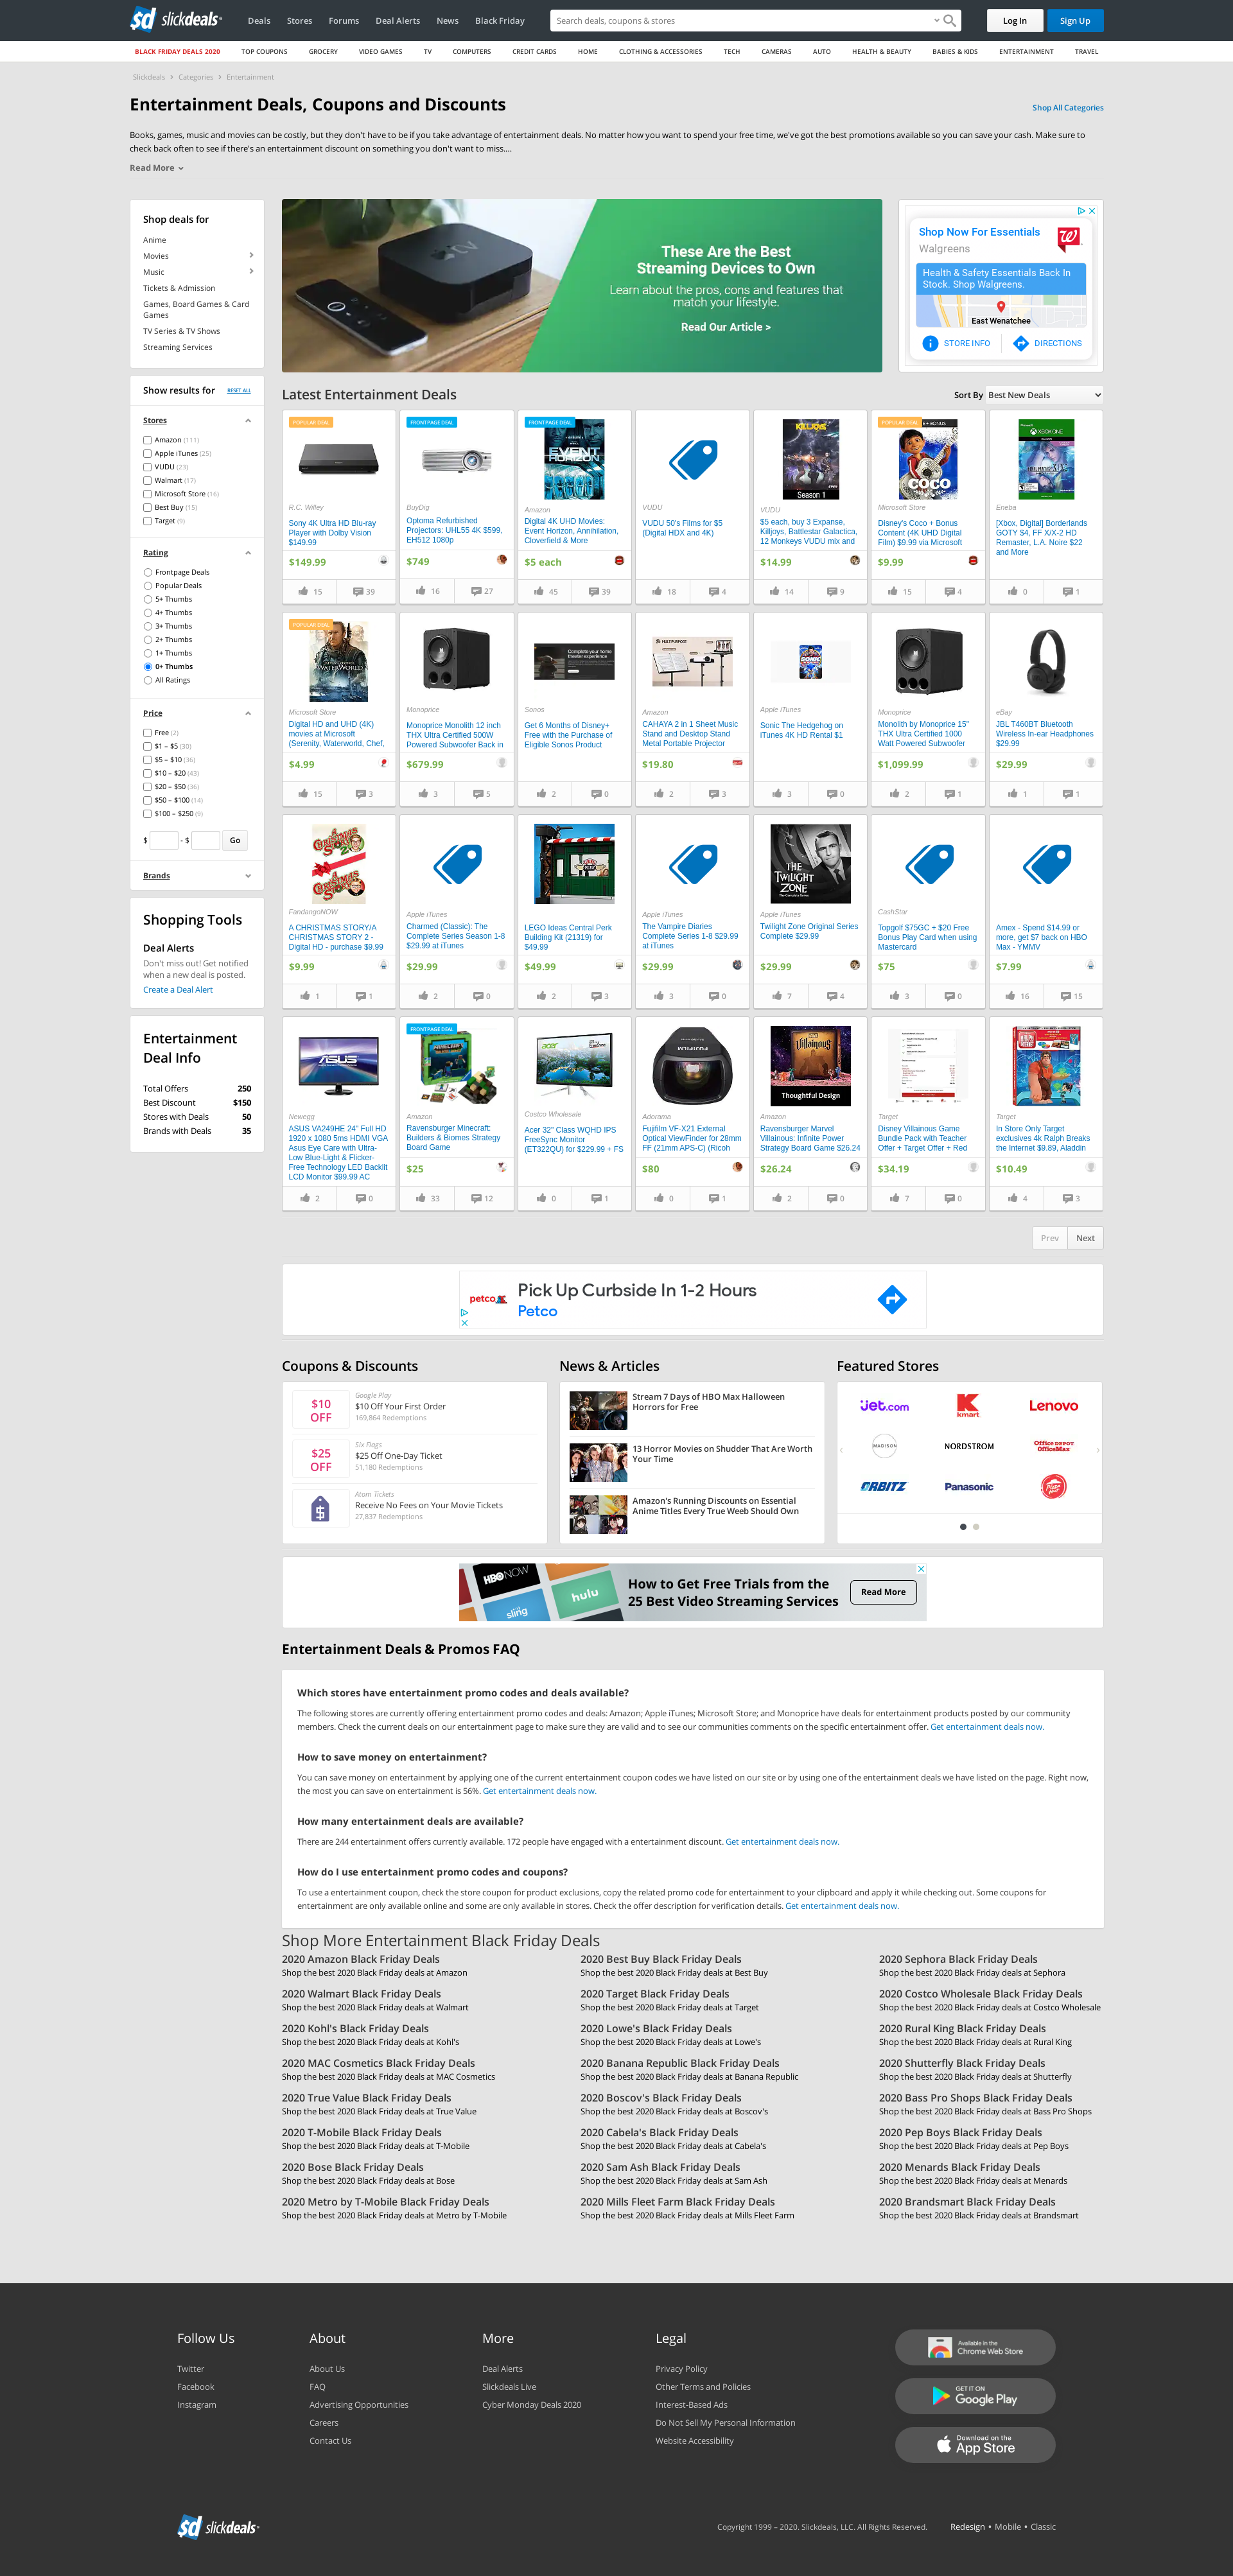 slickdeals
Deals
Stores
Forums
Deal Alerts
News
Black Friday
Search deals, coupons & stores
Log In
Sign Up
BLACK FRIDAY DEALS 2020
TOP COUPONS
GROCERY
VIDEO GAMES
TV
COMPUTERS
CREDIT CARDS
HOME
CLOTHING & ACCESSORIES
TECH
CAMERAS
AUTO
HEALTH & BEAUTY
BABIES & KIDS
ENTERTAINMENT
TRAVEL
Slickdeals > Categories > Entertainment
Entertainment Deals, Coupons and Discounts
Shop All Categories
Books, games, music and movies can be costly, but they don't have to be if you take advantage of entertainment deals. No matter how you want to spend your free time, we've got the best promotions available so you can save your cash. Make sure to
check back often to see if there's an entertainment discount on something you don't want to miss....
Read More
Shop deals for
Anime
Movies
Music
Tickets & Admission
Games, Board Games & Card
Games
TV Series & TV Shows
Streaming Services
Show results for
RESET ALL
Stores
Amazon (111)
Apple iTunes (25)
VUDU (23)
Walmart (17)
Microsoft Store (16)
Best Buy (15)
Target (9)
Rating
Frontpage Deals
Popular Deals
5+ Thumbs
4+ Thumbs
3+ Thumbs
2+ Thumbs
1+ Thumbs
0+ Thumbs
All Ratings
Price
Free (2)
$1 – $5 (30)
$5 – $10 (36)
$10 – $20 (43)
$20 – $50 (36)
$50 – $100 (14)
$100 – $250 (9)
$ - $ Go
Brands
Shopping Tools
Deal Alerts
Don't miss out! Get notified
when a new deal is posted.
Create a Deal Alert
Entertainment
Deal Info
Total Offers 250
Best Discount $150
Stores with Deals 50
Brands with Deals 35
tv
These Are the Best
Streaming Devices to Own
Learn about the pros, cons and features that
match your lifestyle.
Read Our Article >
Shop Now For Essentials
Walgreens
Health & Safety Essentials Back In
Stock. Shop Walgreens.
East Wenatchee
STORE INFO
DIRECTIONS
Latest Entertainment Deals
Sort By Best New Deals
POPULAR DEAL
R.C. Willey
Sony 4K Ultra HD Blu-ray
Player with Dolby Vision
$149.99
$149.99
15 39
FRONTPAGE DEAL
BuyDig
Optoma Refurbished
Projectors: UHL55 4K $599,
EH512 1080p
$749
16 27
FRONTPAGE DEAL
EVENT HORIZON
Amazon
Digital 4K UHD Movies:
Event Horizon, Annihilation,
Cloverfield & More
$5 each
45 39
VUDU
VUDU 50's Films for $5
(Digital HDX and 4K)
18 4
KILLJOYS
Season 1
VUDU
$5 each, buy 3 Expanse,
Killjoys, Battlestar Galactica,
12 Monkeys VUDU mix and
$14.99
14 9
POPULAR DEAL
E + BONUS
COCO
Microsoft Store
Disney's Coco + Bonus
Content (4K UHD Digital
Film) $9.99 via Microsoft
$9.99
15 4
XBOX ONE
Eneba
[Xbox, Digital] Borderlands
GOTY $4, FF X/X-2 HD
Remaster, L.A. Noire $22
and More
0 1
POPULAR DEAL
WATERWORLD
Microsoft Store
Digital HD and UHD (4K)
movies at Microsoft
(Serenity, Waterworld, Chef,
$4.99
15 3
Monoprice
Monoprice Monolith 12 inch
THX Ultra Certified 500W
Powered Subwoofer Back in
$679.99
3 5
Complete your home
theater experience
Sonos
Get 6 Months of Disney+
Free with the Purchase of
Eligible Sonos Product
2 0
MULTIPURPOSE
Amazon
CAHAYA 2 in 1 Sheet Music
Stand and Desktop Stand
Metal Portable Projector
$19.80
2 3
SONIC
Apple iTunes
Sonic The Hedgehog on
iTunes 4K HD Rental $1
3 0
Monoprice
Monolith by Monoprice 15"
THX Ultra Certified 1000
Watt Powered Subwoofer
$1,099.99
2 1
eBay
JBL T460BT Bluetooth
Wireless In-ear Headphones
$29.99
$29.99
1 1
A CHRISTMAS STORY 2
A CHRISTMAS STORY
FandangoNOW
A CHRISTMAS STORY/A
CHRISTMAS STORY 2 -
Digital HD - purchase $9.99
$9.99
1 1
Apple iTunes
Charmed (Classic): The
Complete Series Season 1-8
$29.99 at iTunes
$29.99
2 0
LEGO Ideas Central Perk
Building Kit (21319) for
$49.99
$49.99
2 3
Apple iTunes
The Vampire Diaries
Complete Series 1-8 $29.99
at iTunes
$29.99
3 0
THE TWILIGHT ZONE
Apple iTunes
Twilight Zone Original Series
Complete $29.99
$29.99
7 4
CashStar
Topgolf $75GC + $20 Free
Bonus Play Card when using
Mastercard
$75
3 0
Amex - Spend $14.99 or
more, get $7 back on HBO
Max - YMMV
$7.99
16 15
ASUS
Newegg
ASUS VA249HE 24" Full HD
1920 x 1080 5ms HDMI VGA
Asus Eye Care with Ultra-
Low Blue-Light & Flicker-
Free Technology LED Backlit
LCD Monitor $99.99 AC
2 0
FRONTPAGE DEAL
MINECRAFT
Amazon
Ravensburger Minecraft:
Builders & Biomes Strategy
Board Game
$25
33 12
acer
Costco Wholesale
Acer 32" Class WQHD IPS
FreeSync Monitor
(ET322QU) for $229.99 + FS
0 1
FUJIFILM
Adorama
Fujifilm VF-X21 External
Optical ViewFinder for 28mm
FF (21mm APS-C) (Ricoh
$80
0 1
Villainous
Thoughtful Design
Amazon
Ravensburger Marvel
Villainous: Infinite Power
Strategy Board Game $26.24
$26.24
2 0
Target
Disney Villainous Game
Bundle Pack with Teacher
Offer + Target Offer + Red
$34.19
7 0
Target
In Store Only Target
exclusives 4k Ralph Breaks
the Internet $9.89, Aladdin
$10.49
4 3
Prev Next
petco
Pick Up Curbside In 1-2 Hours
Petco
Coupons & Discounts
$10
OFF
Google Play
$10 Off Your First Order
169,864 Redemptions
$25
OFF
Six Flags
$25 Off One-Day Ticket
51,180 Redemptions
Atom Tickets
Receive No Fees on Your Movie Tickets
27,837 Redemptions
News & Articles
Stream 7 Days of HBO Max Halloween
Horrors for Free
13 Horror Movies on Shudder That Are Worth
Your Time
Amazon's Running Discounts on Essential
Anime Titles Every True Weeb Should Own
Featured Stores
jet.com
kmart
Lenovo
MADISON
NORDSTROM
Office DEPOT
OfficeMax
ORBITZ
Panasonic
Pizza Hut
HBO NOW
sling
hulu
How to Get Free Trials from the
25 Best Video Streaming Services
Read More
Entertainment Deals & Promos FAQ
Which stores have entertainment promo codes and deals available?
The following stores are currently offering entertainment promo codes and deals: Amazon; Apple iTunes; Microsoft Store; and Monoprice have deals for entertainment products posted by our community
members. Check the current deals on our entertainment page to make sure they are valid and to see our communities comments on the specific entertainment offer. Get entertainment deals now.
How to save money on entertainment?
You can save money on entertainment by applying one of the current entertainment coupon codes we have listed on our site or by using one of the entertainment deals we have listed on the page. Right now,
the most you can save on entertainment is 56%. Get entertainment deals now.
How many entertainment deals are available?
There are 244 entertainment offers currently available. 172 people have engaged with a entertainment discount. Get entertainment deals now.
How do I use entertainment promo codes and coupons?
To use a entertainment coupon, check the store coupon for product exclusions, copy the related promo code for entertainment to your clipboard and apply it while checking out. Some coupons for
entertainment are only available online and some are only available in stores. Check the offer description for verification details. Get entertainment deals now.
Shop More Entertainment Black Friday Deals
2020 Amazon Black Friday Deals
Shop the best 2020 Black Friday deals at Amazon
2020 Best Buy Black Friday Deals
Shop the best 2020 Black Friday deals at Best Buy
2020 Sephora Black Friday Deals
Shop the best 2020 Black Friday deals at Sephora
2020 Walmart Black Friday Deals
Shop the best 2020 Black Friday deals at Walmart
2020 Target Black Friday Deals
Shop the best 2020 Black Friday deals at Target
2020 Costco Wholesale Black Friday Deals
Shop the best 2020 Black Friday deals at Costco Wholesale
2020 Kohl's Black Friday Deals
Shop the best 2020 Black Friday deals at Kohl's
2020 Lowe's Black Friday Deals
Shop the best 2020 Black Friday deals at Lowe's
2020 Rural King Black Friday Deals
Shop the best 2020 Black Friday deals at Rural King
2020 MAC Cosmetics Black Friday Deals
Shop the best 2020 Black Friday deals at MAC Cosmetics
2020 Banana Republic Black Friday Deals
Shop the best 2020 Black Friday deals at Banana Republic
2020 Shutterfly Black Friday Deals
Shop the best 2020 Black Friday deals at Shutterfly
2020 True Value Black Friday Deals
Shop the best 2020 Black Friday deals at True Value
2020 Boscov's Black Friday Deals
Shop the best 2020 Black Friday deals at Boscov's
2020 Bass Pro Shops Black Friday Deals
Shop the best 2020 Black Friday deals at Bass Pro Shops
2020 T-Mobile Black Friday Deals
Shop the best 2020 Black Friday deals at T-Mobile
2020 Cabela's Black Friday Deals
Shop the best 2020 Black Friday deals at Cabela's
2020 Pep Boys Black Friday Deals
Shop the best 2020 Black Friday deals at Pep Boys
2020 Bose Black Friday Deals
Shop the best 2020 Black Friday deals at Bose
2020 Sam Ash Black Friday Deals
Shop the best 2020 Black Friday deals at Sam Ash
2020 Menards Black Friday Deals
Shop the best 2020 Black Friday deals at Menards
2020 Metro by T-Mobile Black Friday Deals
Shop the best 2020 Black Friday deals at Metro by T-Mobile
2020 Mills Fleet Farm Black Friday Deals
Shop the best 2020 Black Friday deals at Mills Fleet Farm
2020 Brandsmart Black Friday Deals
Shop the best 2020 Black Friday deals at Brandsmart
Follow Us
Twitter
Facebook
Instagram
About
About Us
FAQ
Advertising Opportunities
Careers
Contact Us
More
Deal Alerts
Slickdeals Live
Cyber Monday Deals 2020
Legal
Privacy Policy
Other Terms and Policies
Interest-Based Ads
Do Not Sell My Personal Information
Website Accessibility
Available in the
Chrome Web Store
GET IT ON
Google Play
Download on the
App Store
slickdeals
Copyright 1999 – 2020. Slickdeals, LLC. All Rights Reserved.
Redesign • Mobile • Classic